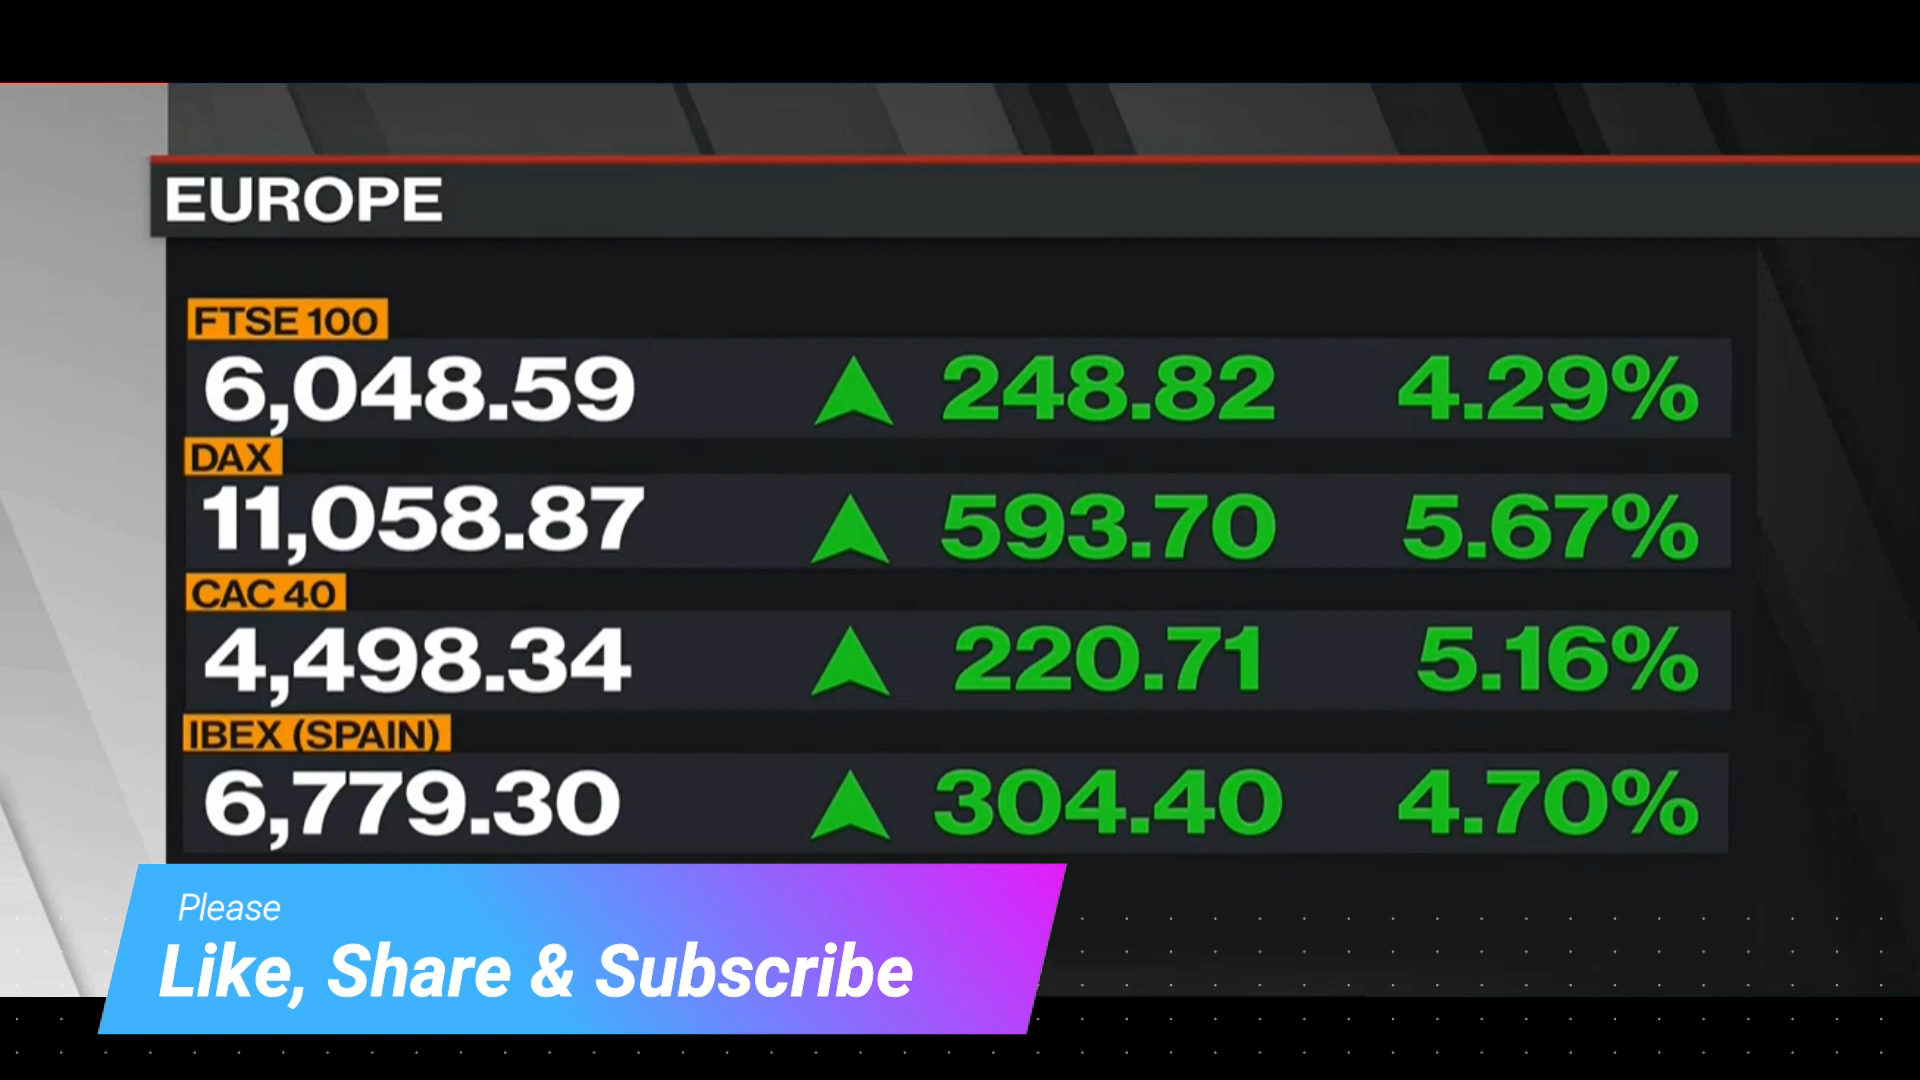 EUROPE
FTSE 100
6,048.59 248.82 4.29%
DAX
11,058.87 593.70 5.67%
CAC 40
4,498.34 220.71 5.16%
IBEX (SPAIN)
6,779.30 304.40 4.70%
Please
Like, Share & Subscribe